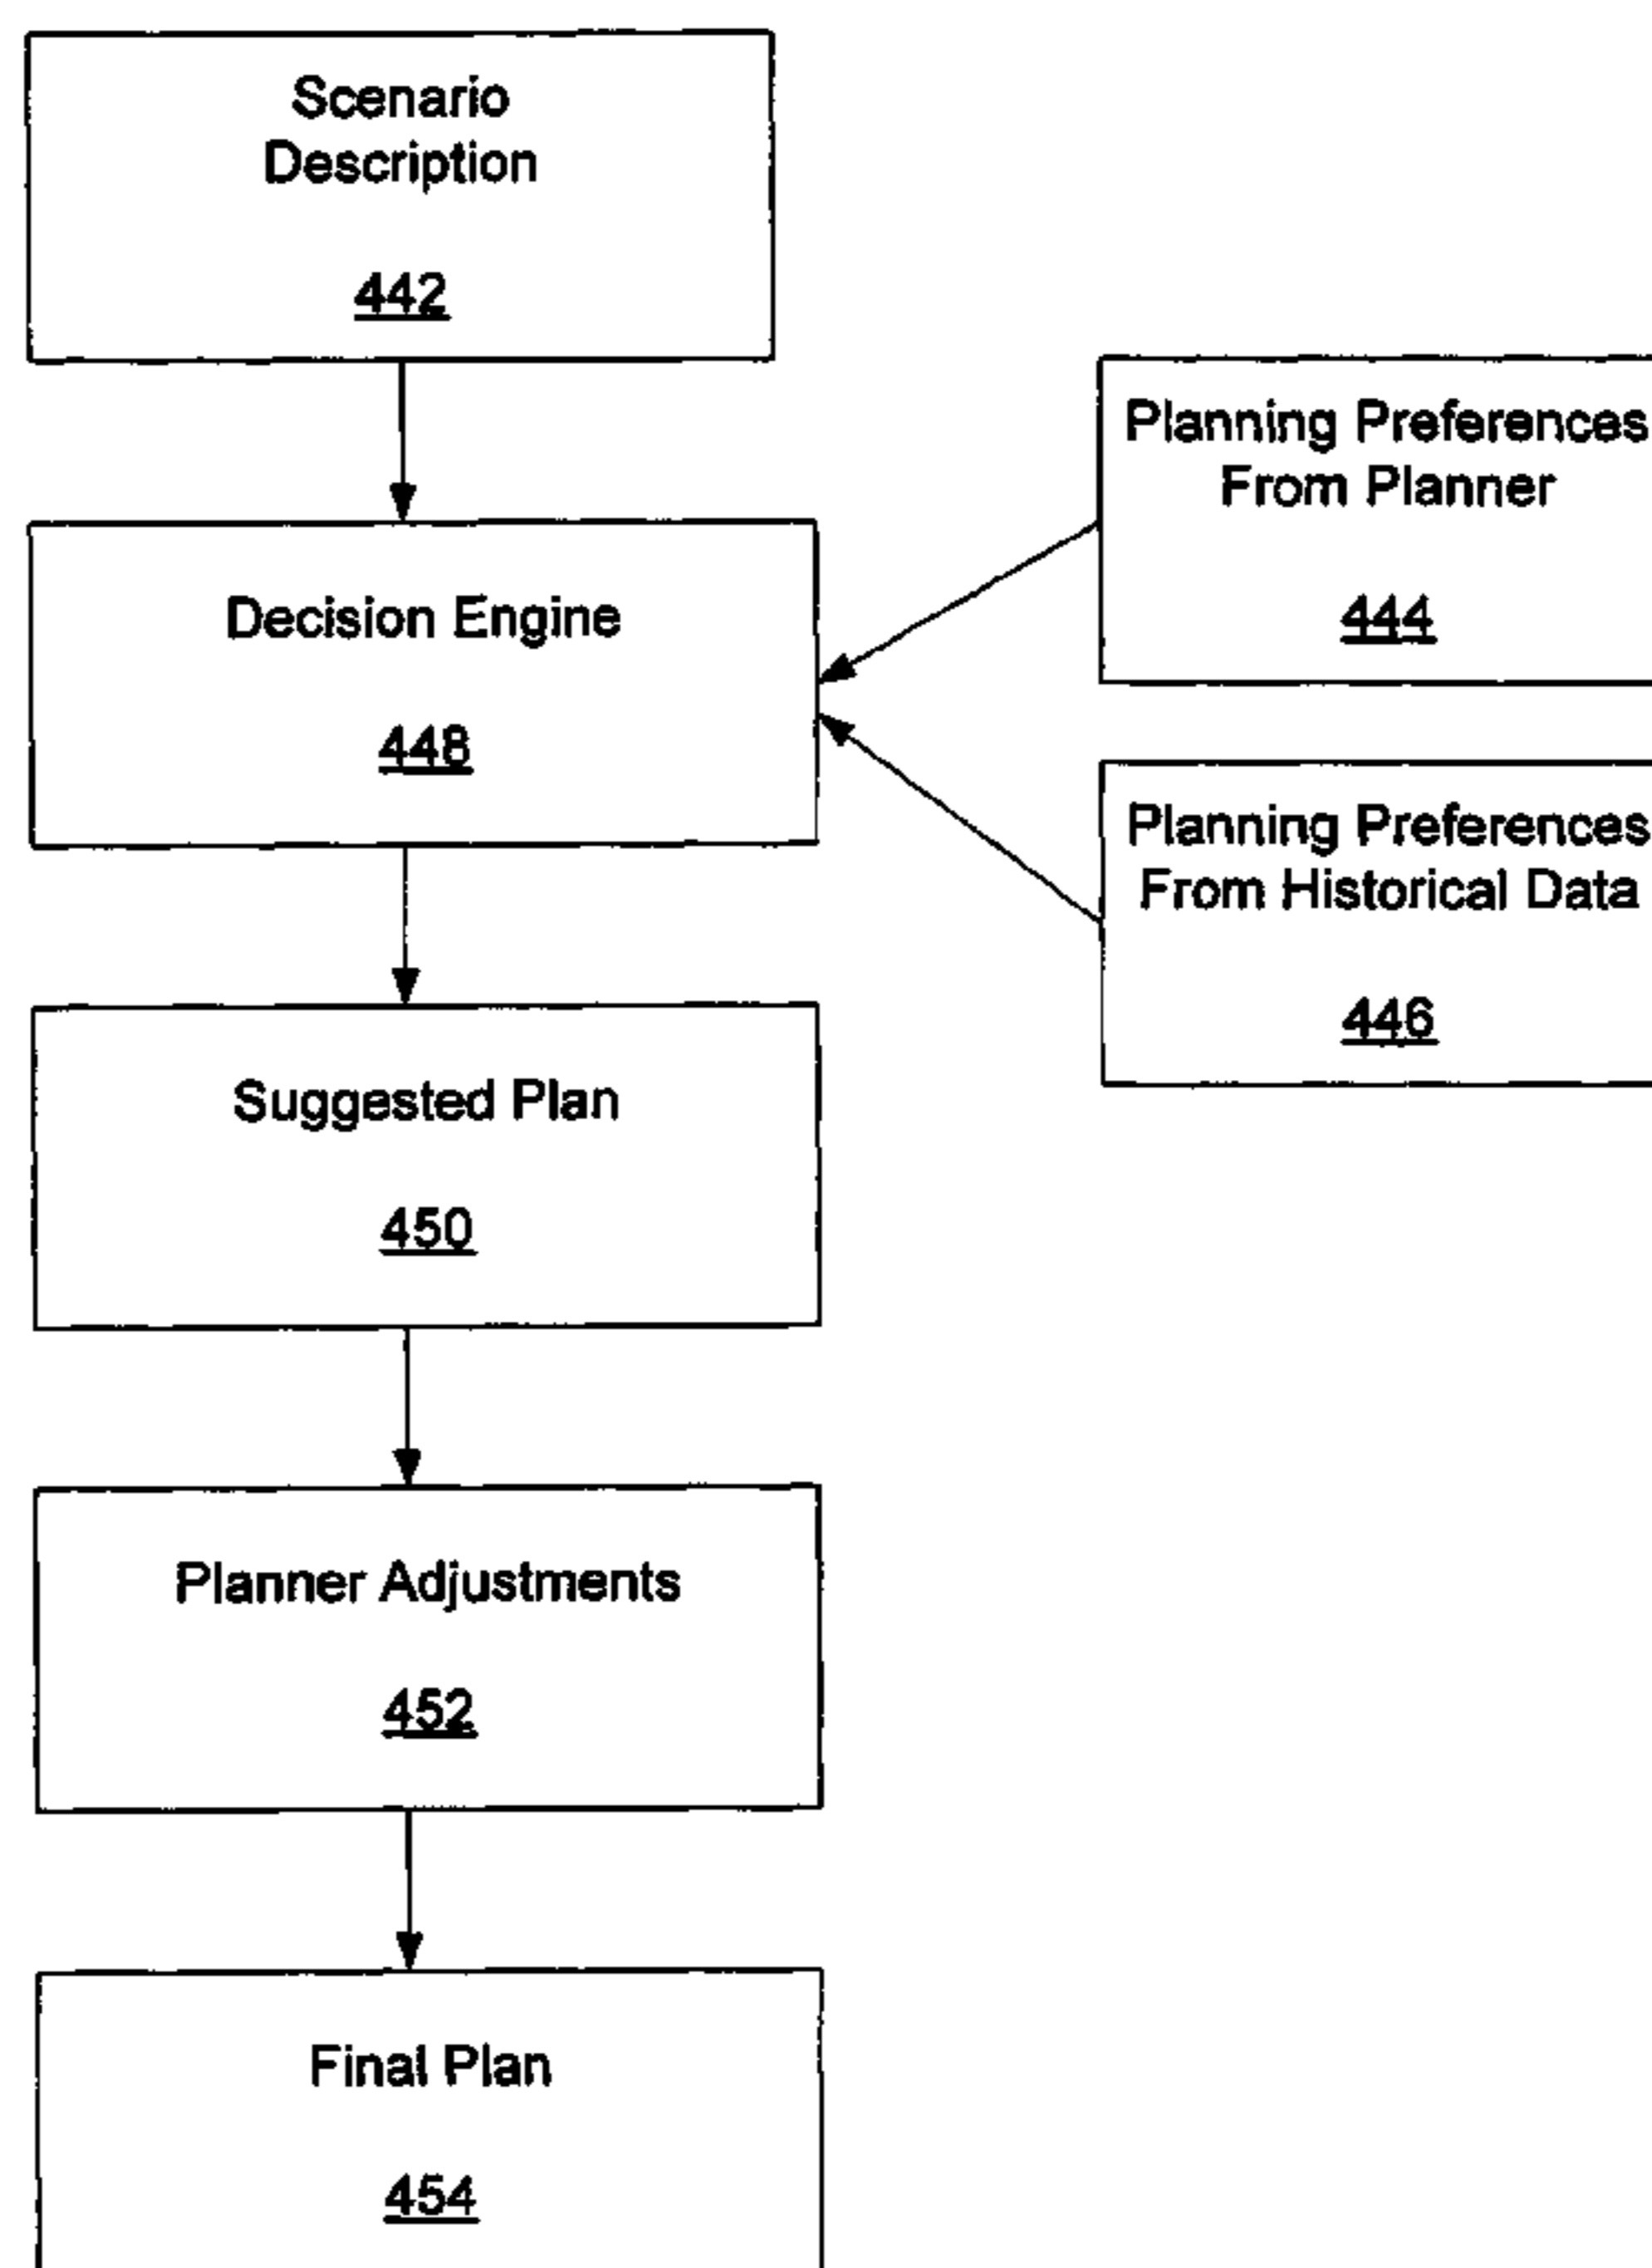 Scenario
Description
442
Planning Preferences
From Planner
444
Decision Engine
448
Planning Preferences
From Historical Data
446
Suggested Plan
450
Planner Adjustments
452
Final Plan
454